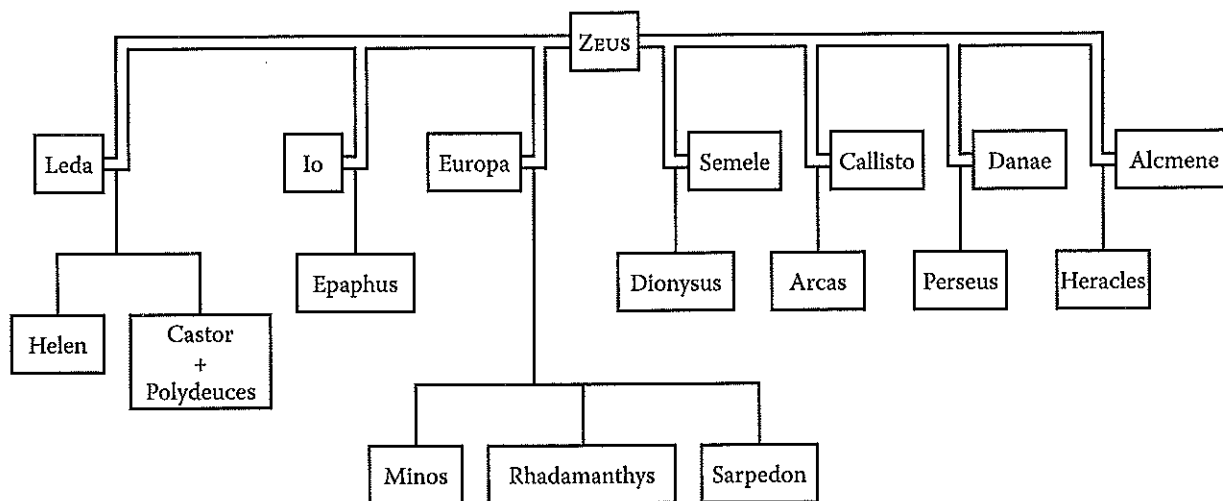 ZEUS
Leda
Io
Europa
Semele
Callisto
Danae
Alcmene
Helen
Castor
+
Polydeuces
Epaphus
Dionysus
Arcas
Perseus
Heracles
Minos
Rhadamanthys
Sarpedon